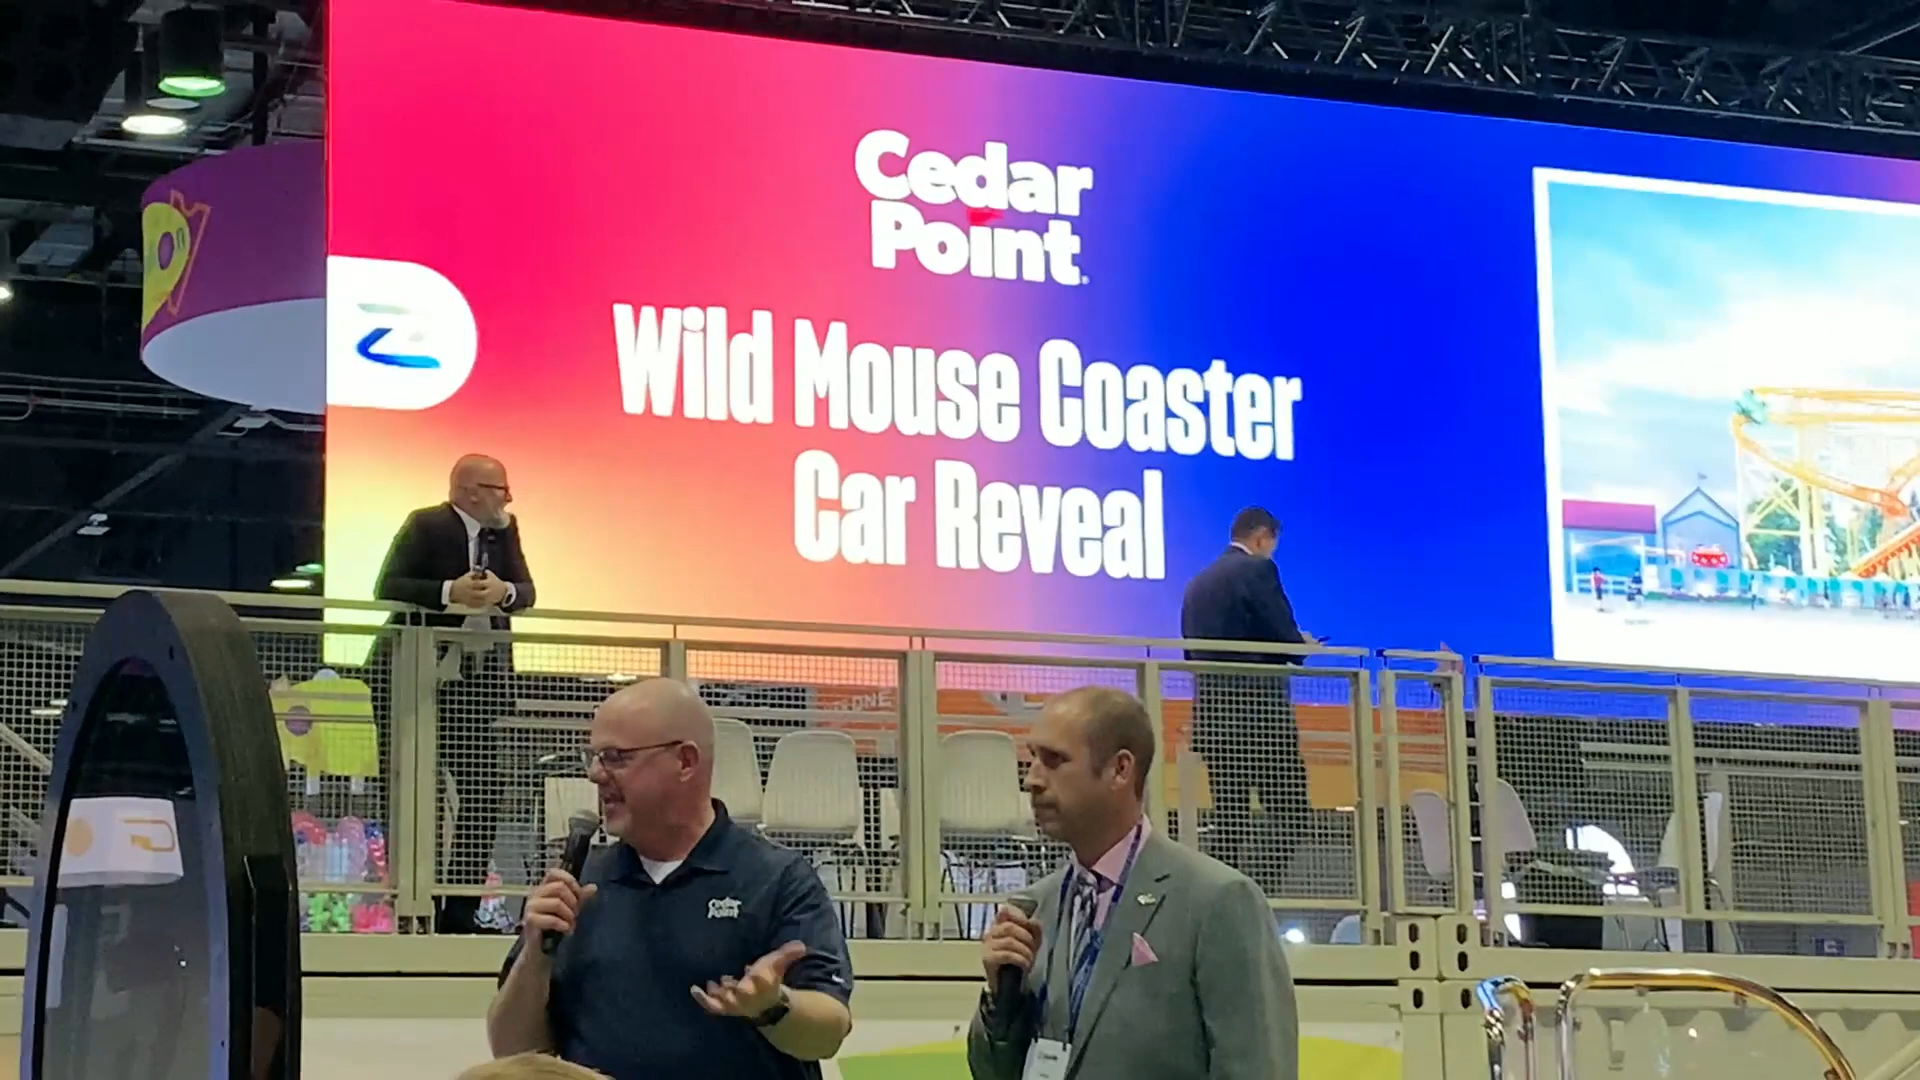 Cedar
Point
Wild Mouse Coaster
Car Reveal
Cedar
Point